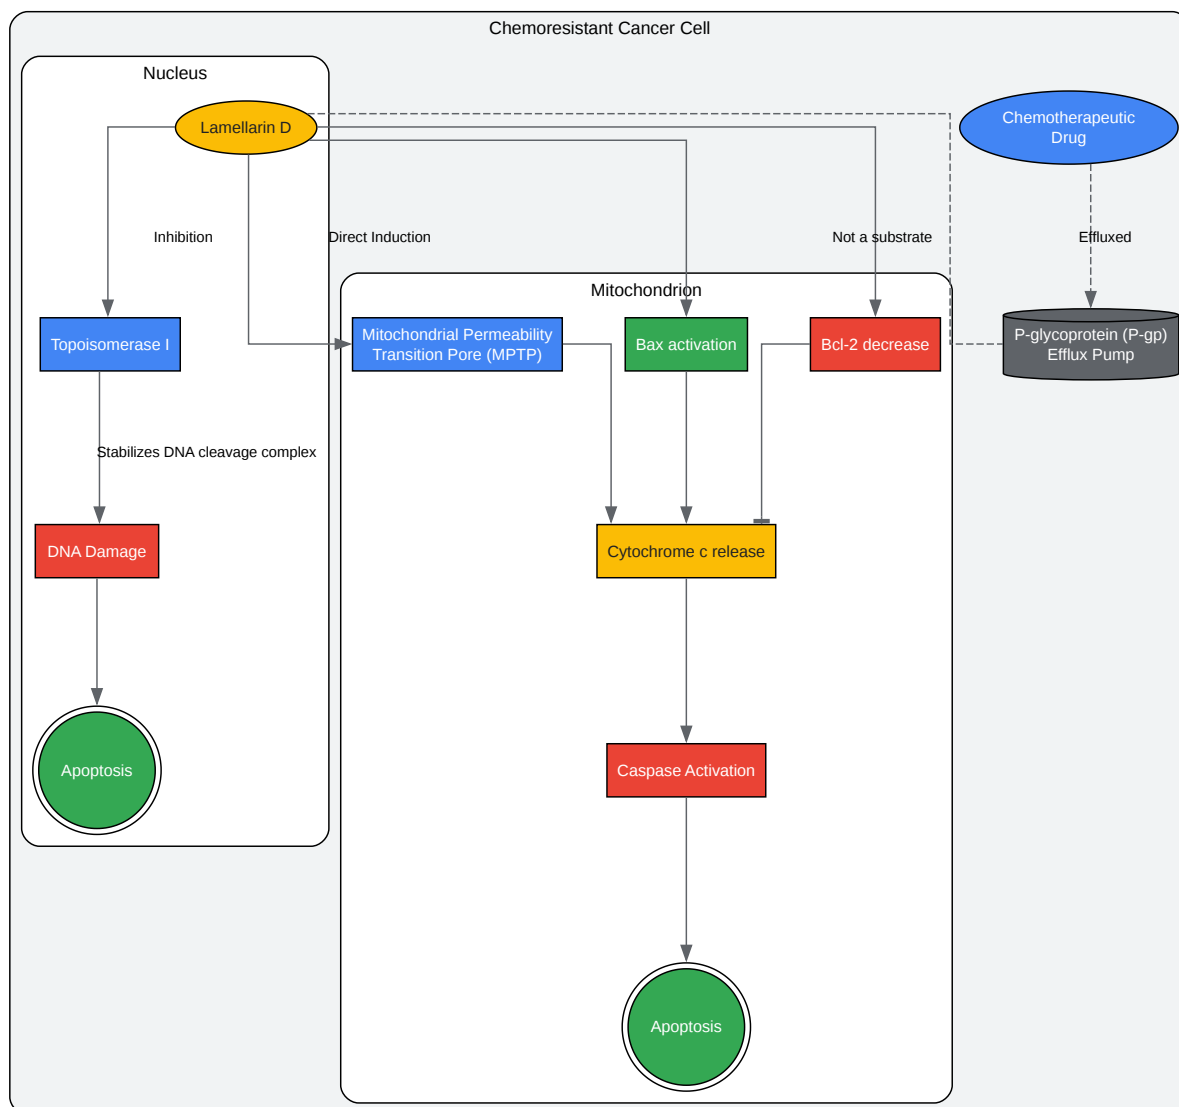 Chemoresistant Cancer Cell
Nucleus
Lamellarin D
Chemotherapeutic
Drug
Inhibition
Direct Induction
Not a substrate
Effluxed
Mitochondrion
Topoisomerase I
Mitochondrial Permeability
Transition Pore (MPTP)
Bax activation
Bcl-2 decrease
P-glycoprotein (P-gp)
Efflux Pump
Stabilizes DNA cleavage complex
DNA Damage
Cytochrome c release
Apoptosis
Caspase Activation
Apoptosis